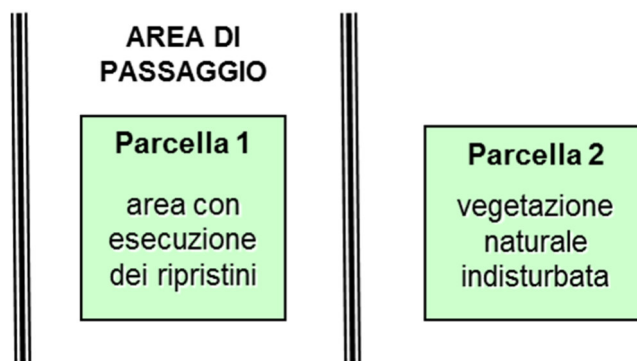 AREA DI
PASSAGGIO
Parcella 1
area con
esecuzione
dei ripristini
Parcella 2
vegetazione
naturale
indisturbata